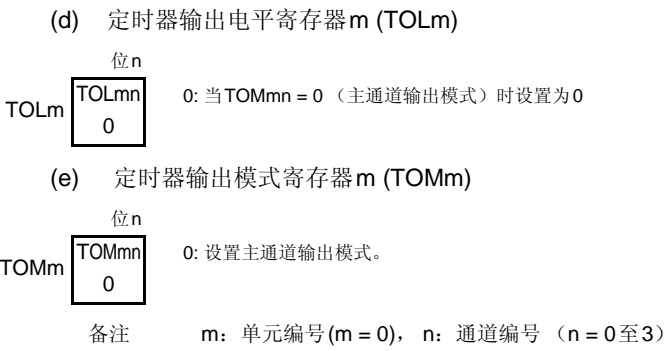 (d) 定时器输出电平寄存器m (TOLm)
位n
TOLm TOLmn 0: 当TOMmn = 0 （主通道输出模式）时设置为0
0
(e) 定时器输出模式寄存器m (TOMm)
位n
TOMm TOMmn 0: 设置主通道输出模式。
0
备注 m：单元编号(m = 0)， n：通道编号 （n = 0至3）